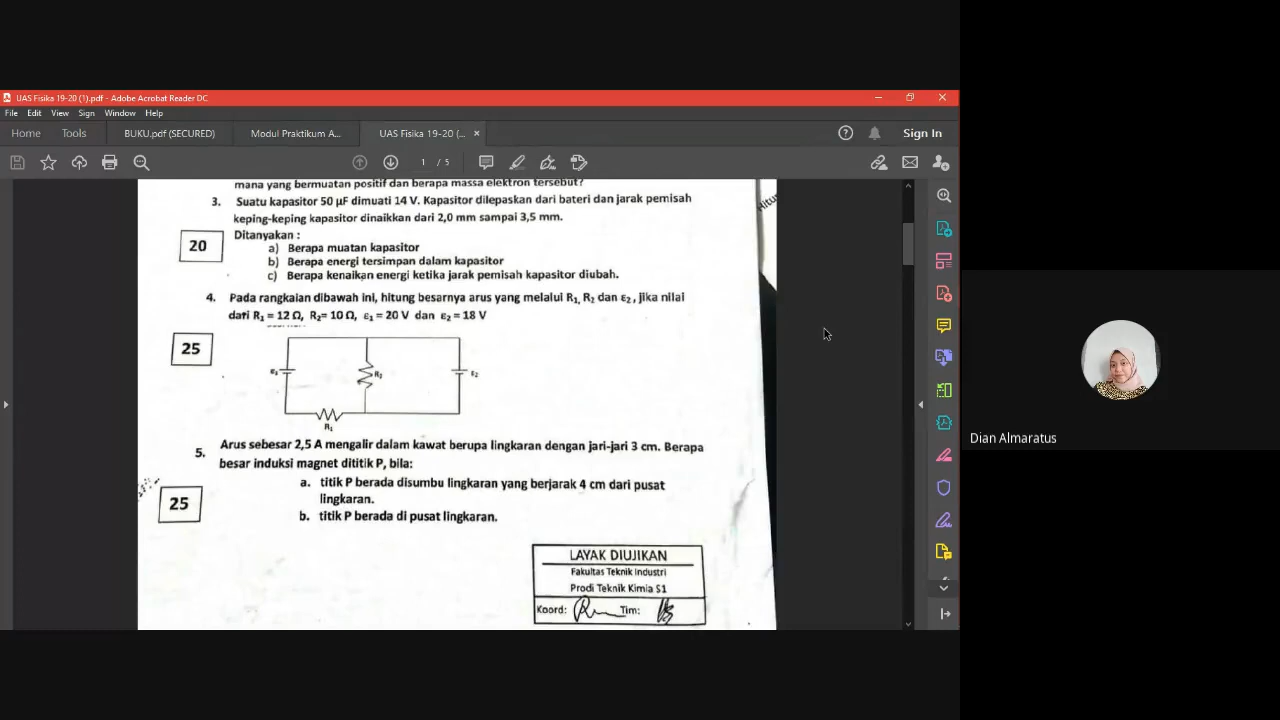 UAS Fisika 19-20 (1).pdf - Adobe Acrobat Reader DC
File Edit View Sign Window Help
Home Tools BUKU.pdf (SECURED) Modul Praktikum A... UAS Fisika 19-20 (... × Sign In
1 / 5
mana yang bermuatan positif dan berapa massa elektron tersebut?
3. Suatu kapasitor 50 µF dimuati 14 V. Kapasitor dilepaskan dari bateri dan jarak pemisah
keping-keping kapasitor dinaikkan dari 2,0 mm sampai 3,5 mm.
20
Ditanyakan :
a) Berapa muatan kapasitor
b) Berapa energi tersimpan dalam kapasitor
c) Berapa kenaikan energi ketika jarak pemisah kapasitor diubah.
4. Pada rangkaian dibawah ini, hitung besarnya arus yang melalui R₁, R₂ dan ε₂, jika nilai
dari R₁ = 12 Ω, R₂= 10 Ω, ε₁ = 20 V dan ε₂ = 18 V
25
R₂
ε₂
R₁
5. Arus sebesar 2,5 A mengalir dalam kawat berupa lingkaran dengan jari-jari 3 cm. Berapa
besar induksi magnet dititik P, bila:
25
a. titik P berada disumbu lingkaran yang berjarak 4 cm dari pusat
lingkaran.
b. titik P berada di pusat lingkaran.
LAYAK DIUJIKAN
Fakultas Teknik Industri
Prodi Teknik Kimia S1
Koord: Tim:
Dian Almaratus